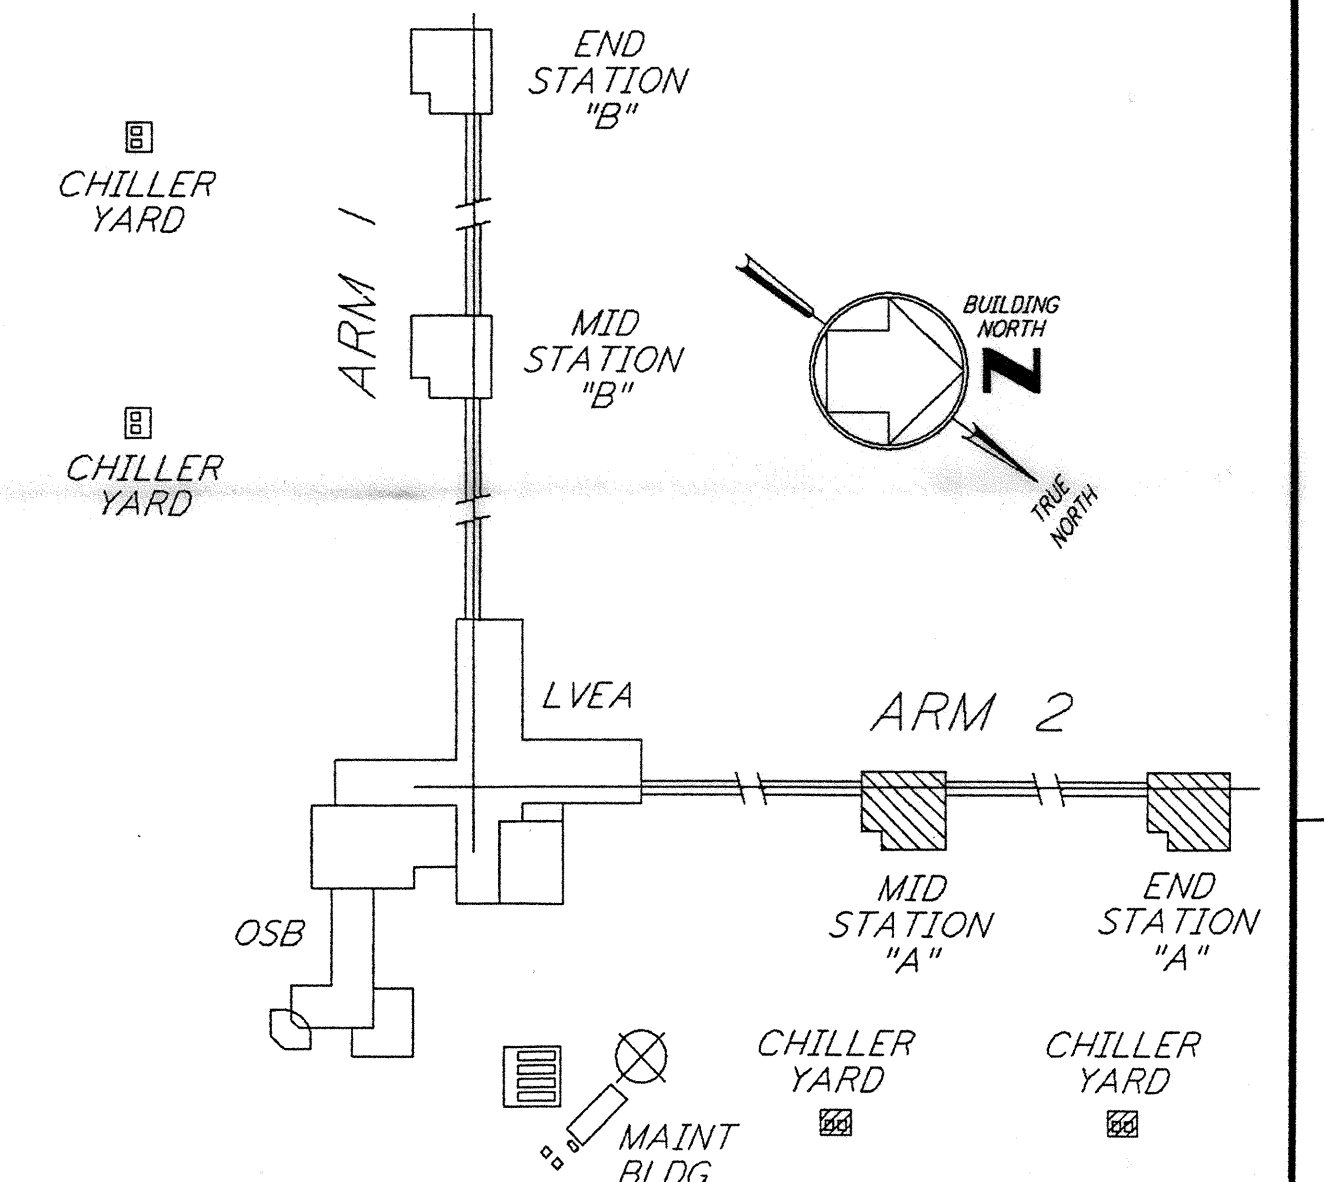 END
STATION
"B"
CHILLER
YARD
ARM 1
MID
STATION
"B"
BUILDING
NORTH
N
CHILLER
YARD
TRUE
NORTH
LVEA
ARM 2
MID
STATION
"A"
END
STATION
"A"
OSB
CHILLER
YARD
CHILLER
YARD
MAINT
BLDG